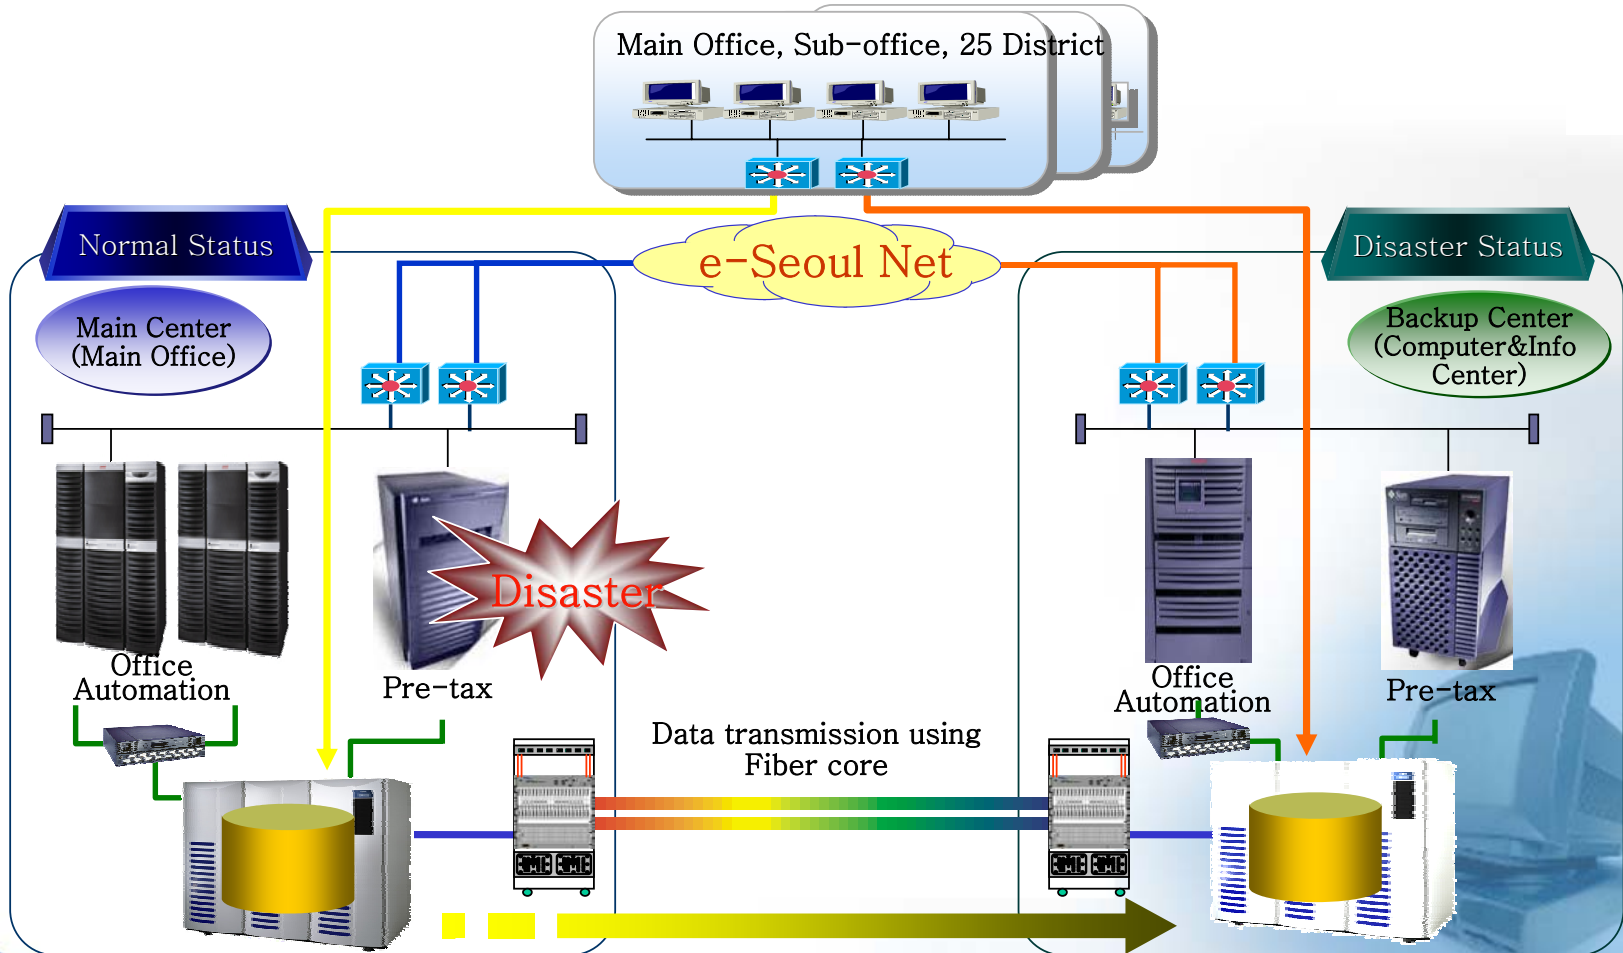 Main Office, Sub-office, 25 District
Normal Status
e-Seoul Net
Disaster Status
Main Center
(Main Office)
Backup Center
(Computer&Info
Center)
Disaster
Office
Automation
Pre-tax
Office
Automation
Pre-tax
Data transmission using
Fiber core